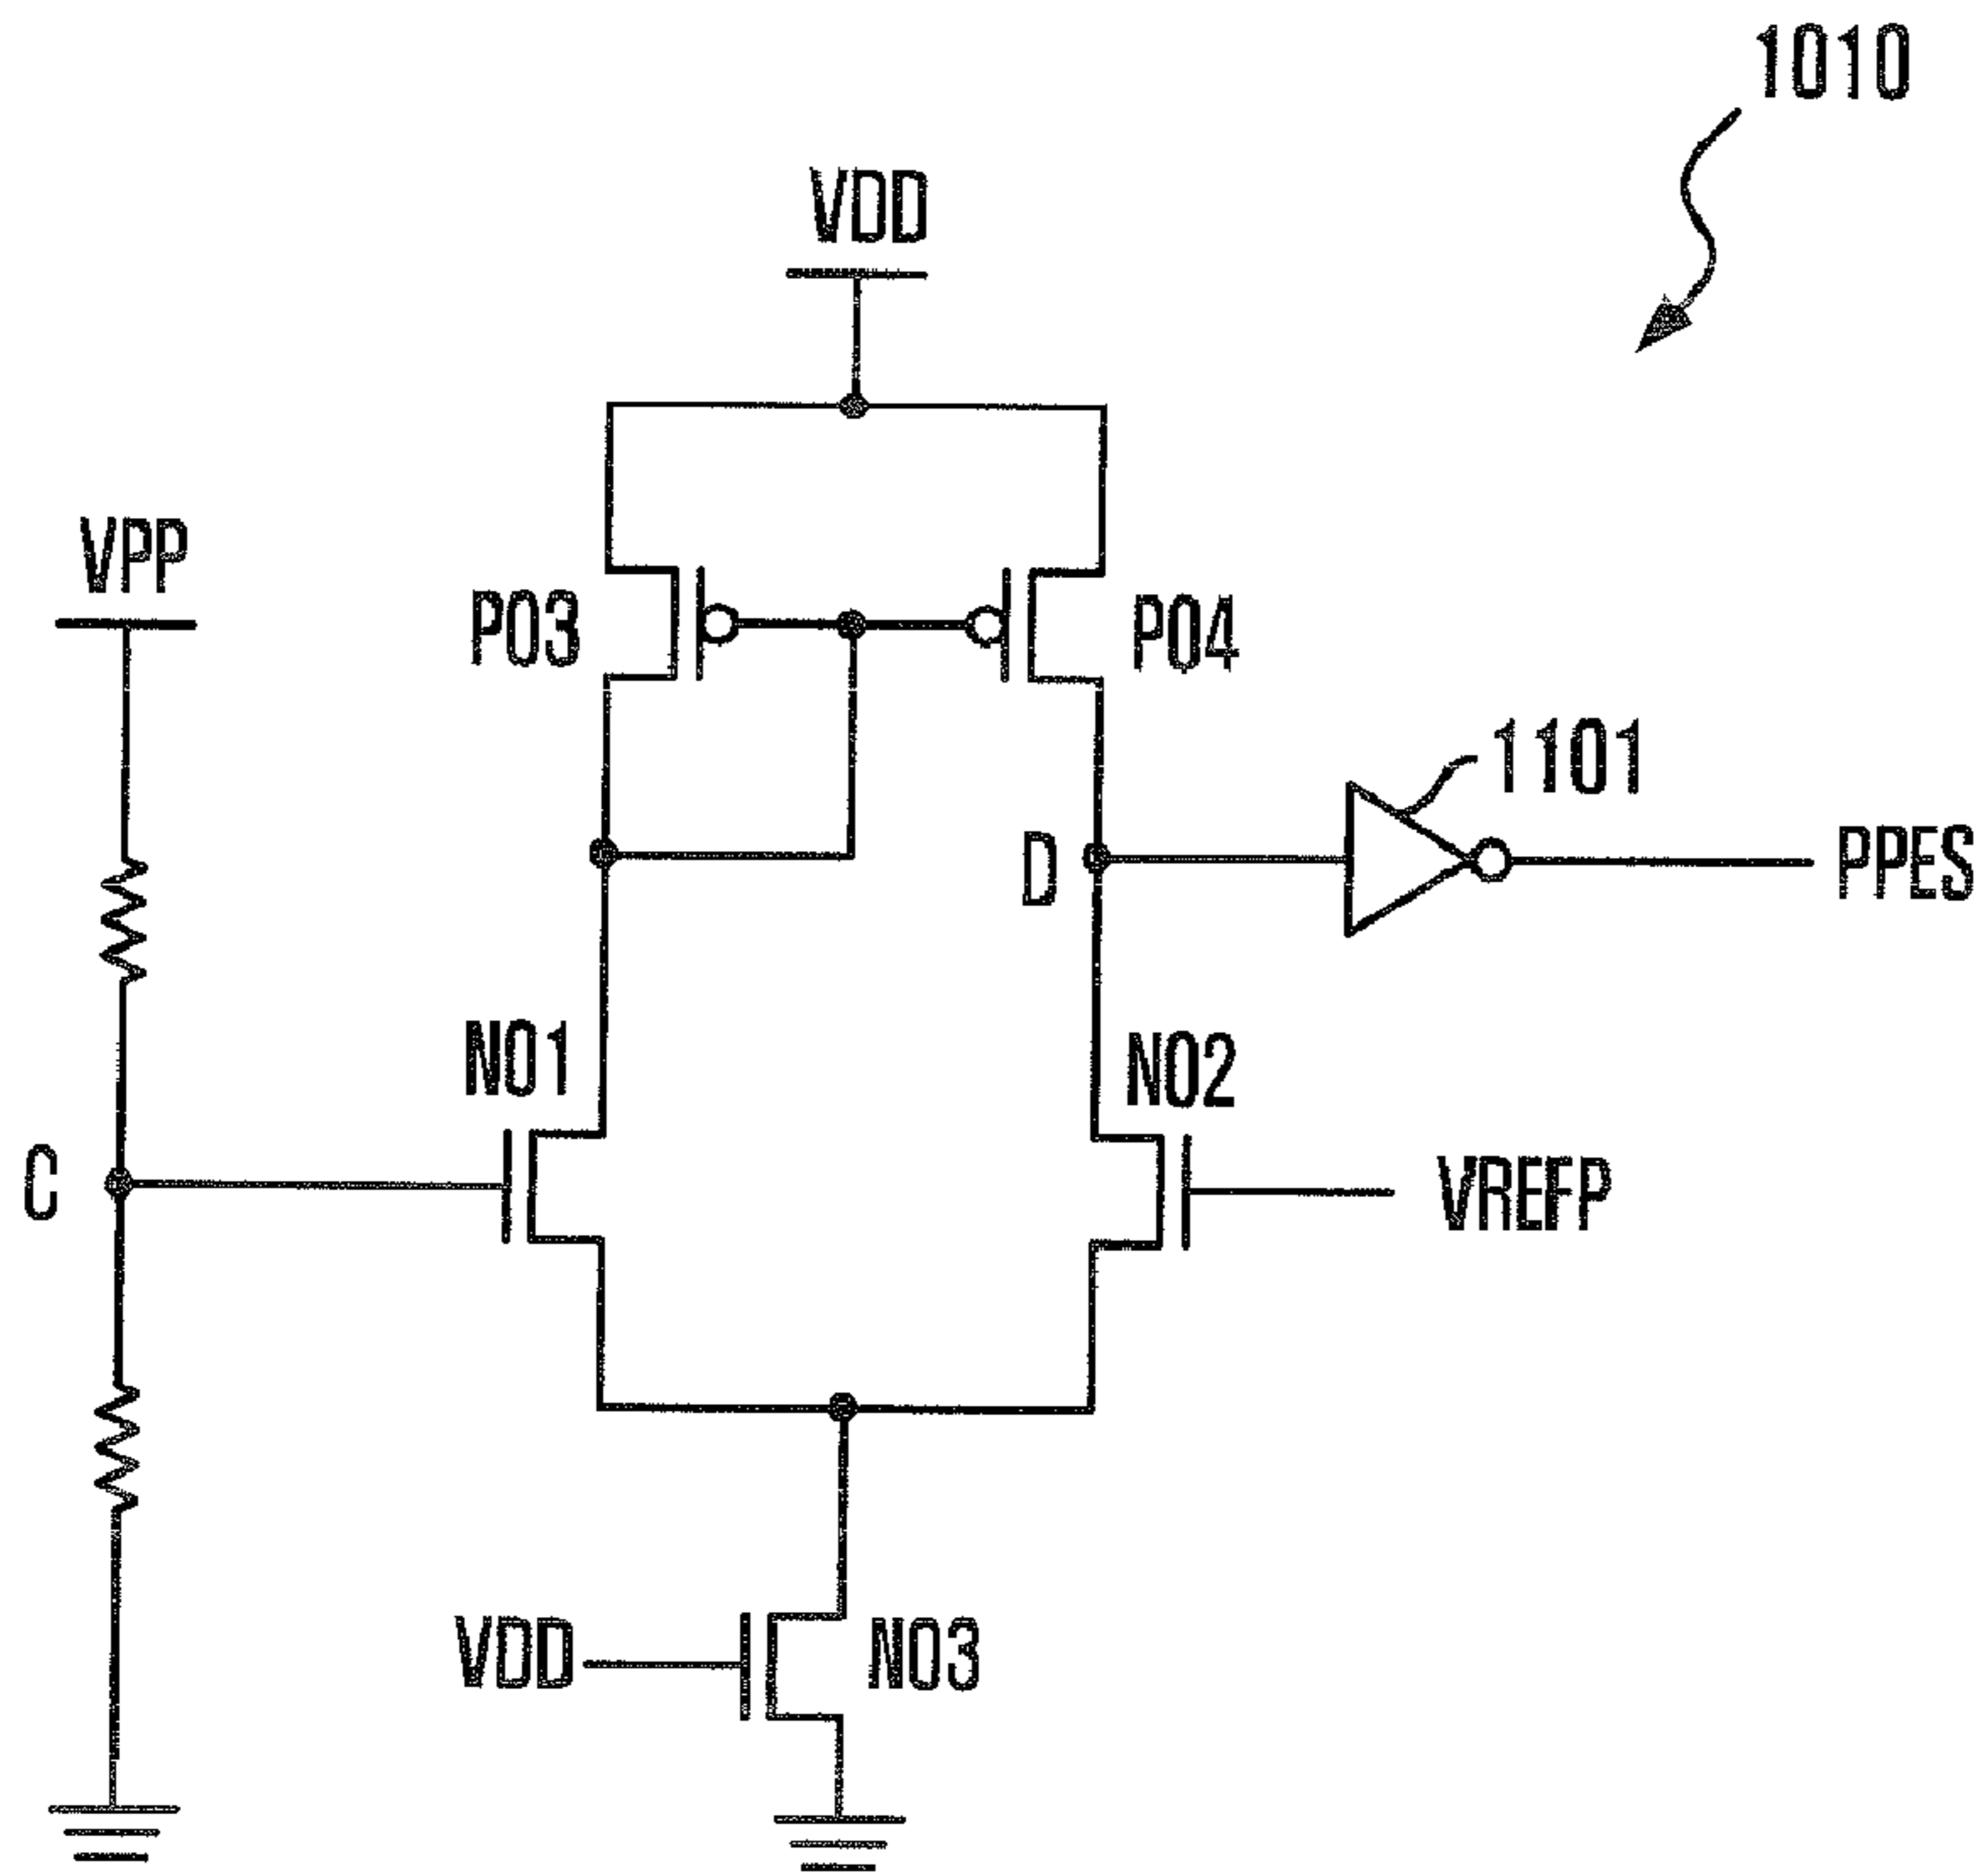 1010
VDD
VPP
P03
P04
1101
D
PPES
N01
N02
C
VREFP
VDD
N03